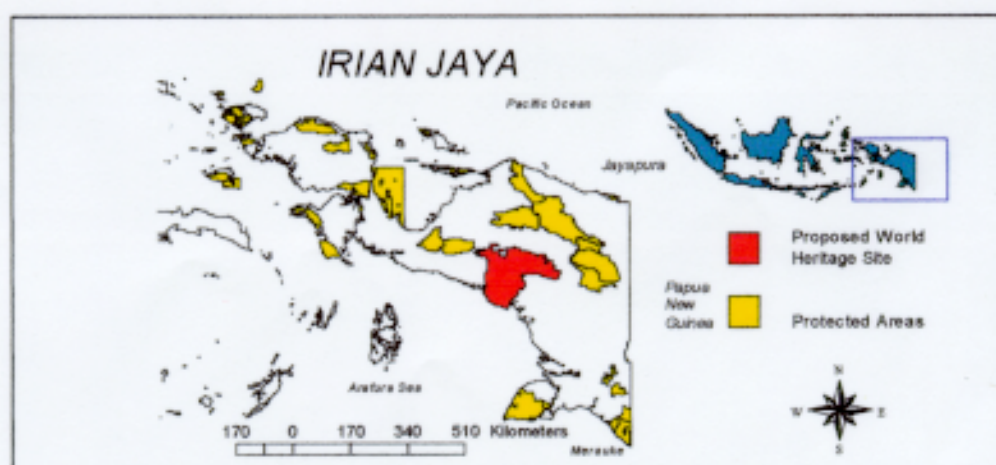 IRIAN JAYA
Pacific Ocean
Jayapura
Proposed World
Heritage Site
Papua
New
Guinea
Protected Areas
Arafura Sea
170 0 170 340 510 Kilometers
Merauke
N
W E
S